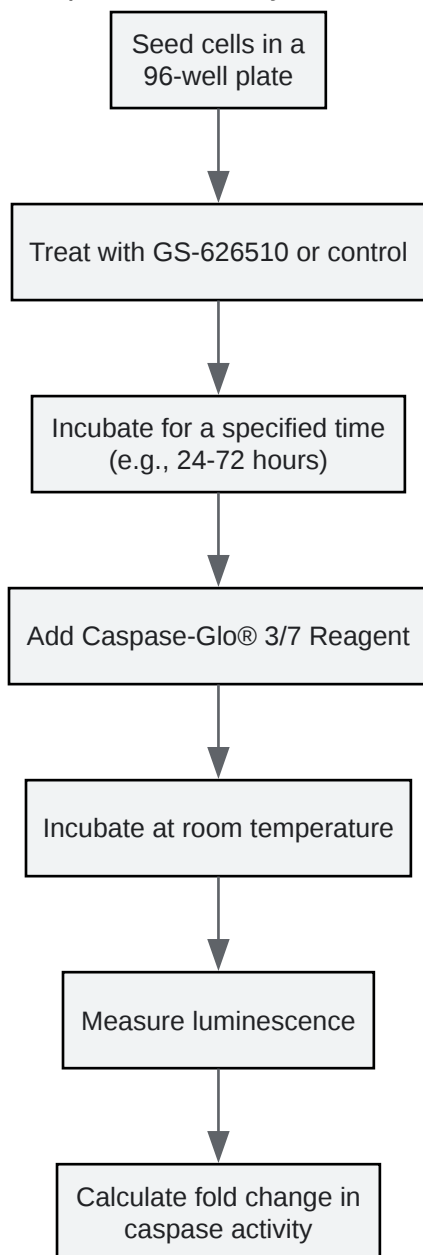 Seed cells in a
96-well plate
Treat with GS-626510 or control
Incubate for a specified time
(e.g., 24-72 hours)
Add Caspase-Glo® 3/7 Reagent
Incubate at room temperature
Measure luminescence
Calculate fold change in
caspase activity